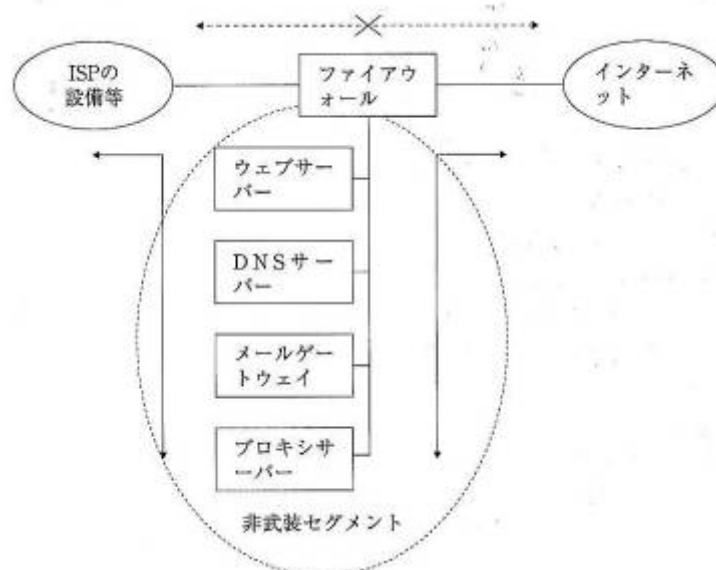 ISPの
設備等
ファイアウ
ォール
インターネ
ット
ウェブサー
バー
DNSサー
バー
メールゲー
トウェイ
プロキシサ
ーバー
非武装セグメント